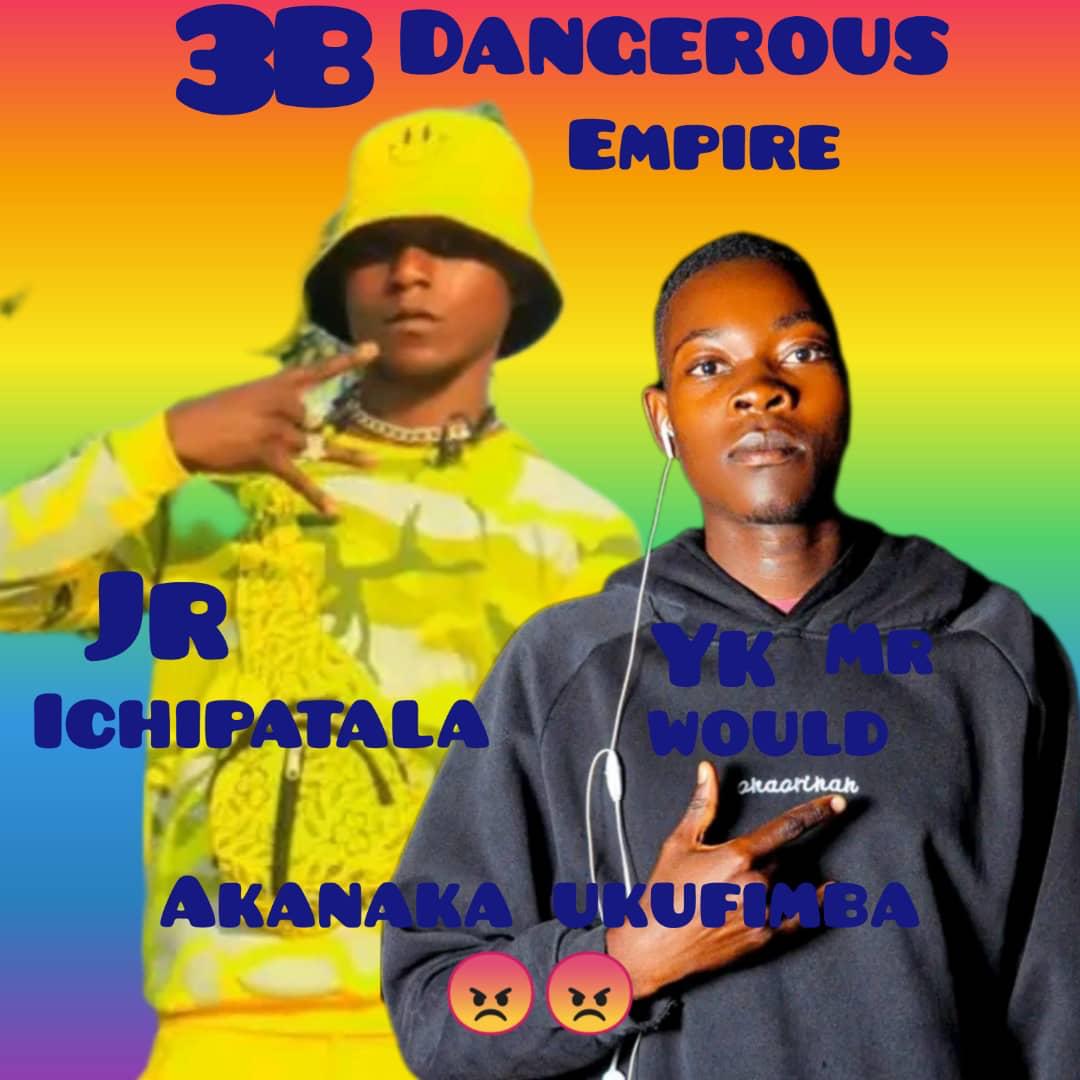 3B DANGEROUS
EMPIRE
JR
ICHIPATALA
YK MR
WOULD
AKANAKA UKUFIMBA